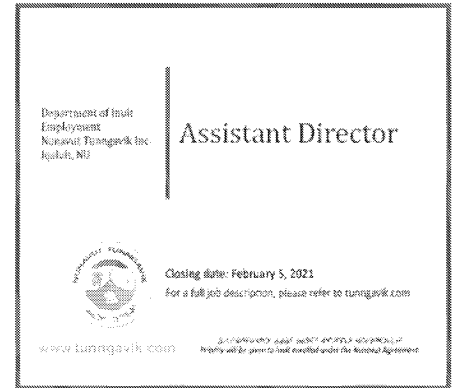 Department of Inuit
Employment
Nunavut Tunngavik Inc
Iqaluit, NU
Assistant Director
NUNAVUT TUNNGAVIK
Closing date: February 5, 2021
For a full job description, please refer to tunngavik.com
www.tunngavik.com
Priority will be given to Inuit enrolled under the Nunavut Agreement